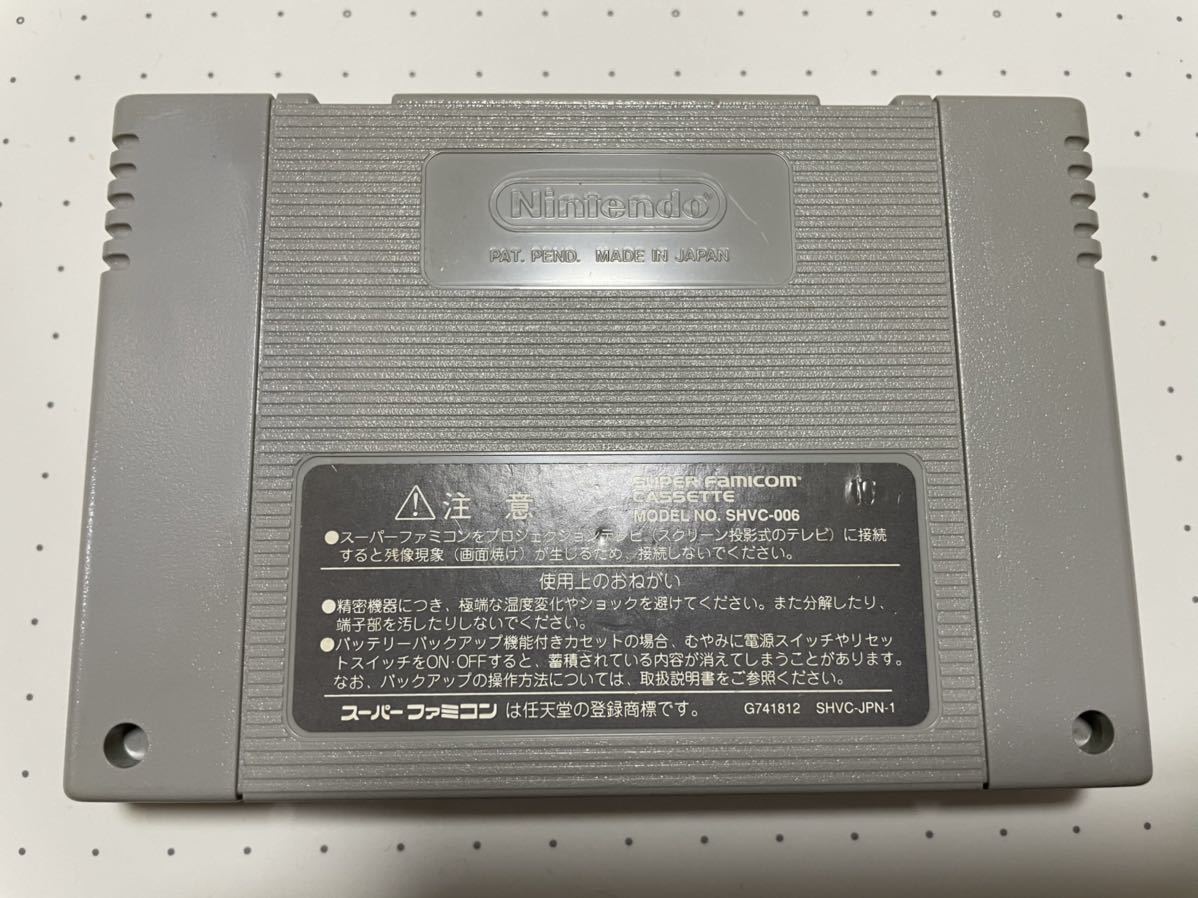 Nintendo®
PAT. PEND. MADE IN JAPAN
注意
SUPER FAMICOM™
CASSETTE
MODEL NO. SHVC-006
●スーパーファミコンをプロジェクションテレビ（スクリーン投影式のテレビ）に接続
すると残像現象（画面焼け）が生じるため、接続しないでください。
使用上のおねがい
●精密機器につき、極端な温度変化やショックを避けてください。また分解したり、
端子部を汚したりしないでください。
●バッテリーバックアップ機能付きカセットの場合、むやみに電源スイッチやリセッ
トスイッチをON・OFFすると、蓄積されている内容が消えてしまうことがあります。
なお、バックアップの操作方法については、取扱説明書をご参照ください。
スーパーファミコンは任天堂の登録商標です。 G741812 SHVC-JPN-1